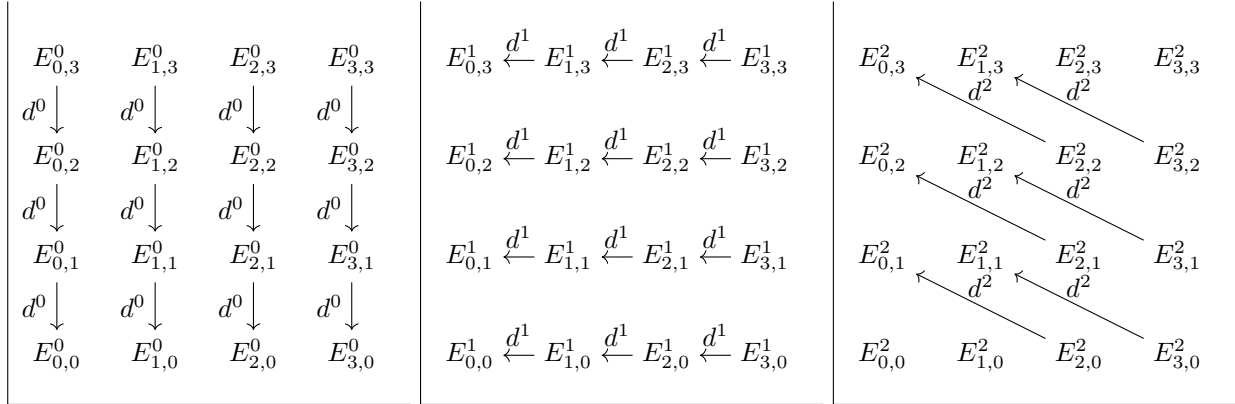 E^0_{0,3} E^0_{1,3} E^0_{2,3} E^0_{3,3}
d^0 d^0 d^0 d^0
E^0_{0,2} E^0_{1,2} E^0_{2,2} E^0_{3,2}
d^0 d^0 d^0 d^0
E^0_{0,1} E^0_{1,1} E^0_{2,1} E^0_{3,1}
d^0 d^0 d^0 d^0
E^0_{0,0} E^0_{1,0} E^0_{2,0} E^0_{3,0}
d^1 d^1 d^1
E^1_{0,3} E^1_{1,3} E^1_{2,3} E^1_{3,3}
d^1 d^1 d^1
E^1_{0,2} E^1_{1,2} E^1_{2,2} E^1_{3,2}
d^1 d^1 d^1
E^1_{0,1} E^1_{1,1} E^1_{2,1} E^1_{3,1}
d^1 d^1 d^1
E^1_{0,0} E^1_{1,0} E^1_{2,0} E^1_{3,0}
E^2_{0,3} E^2_{1,3} E^2_{2,3} E^2_{3,3}
d^2 d^2
E^2_{0,2} E^2_{1,2} E^2_{2,2} E^2_{3,2}
d^2 d^2
E^2_{0,1} E^2_{1,1} E^2_{2,1} E^2_{3,1}
d^2 d^2
E^2_{0,0} E^2_{1,0} E^2_{2,0} E^2_{3,0}